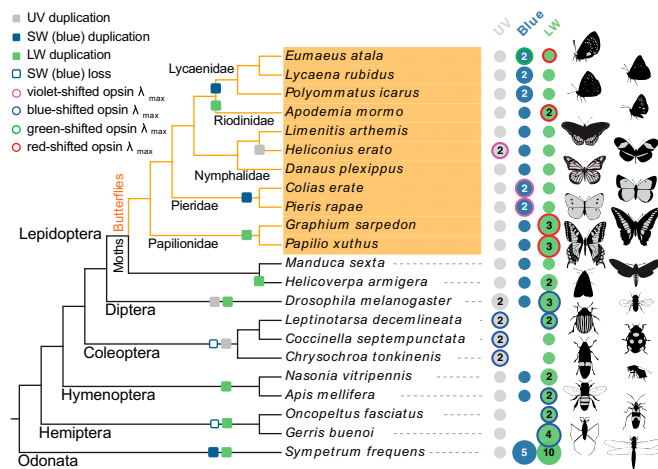 UV duplication
SW (blue) duplication
LW duplication
SW (blue) loss
violet-shifted opsin λ max
blue-shifted opsin λ max
green-shifted opsin λ max
red-shifted opsin λ max
UV Blue LW
Lycaenidae
Riodinidae
Nymphalidae
Pieridae
Papilionidae
Butterflies
Moths
Lepidoptera
Diptera
Coleoptera
Hymenoptera
Hemiptera
Odonata
Eumaeus atala 2
Lycaena rubidus 2
Polyommatus icarus 2
Apodemia mormo 2
Limenitis arthemis
Heliconius erato 2
Danaus plexippus
Colias erate 2
Pieris rapae 2
Graphium sarpedon 3
Papilio xuthus 3
Manduca sexta
Helicoverpa armigera 2
Drosophila melanogaster 2 3
Leptinotarsa decemlineata 2 2
Coccinella septempunctata 2
Chrysochroa tonkinenis 2
Nasonia vitripennis 2
Apis mellifera 2
Oncopeltus fasciatus 2
Gerris buenoi 4
Sympetrum frequens 5 10